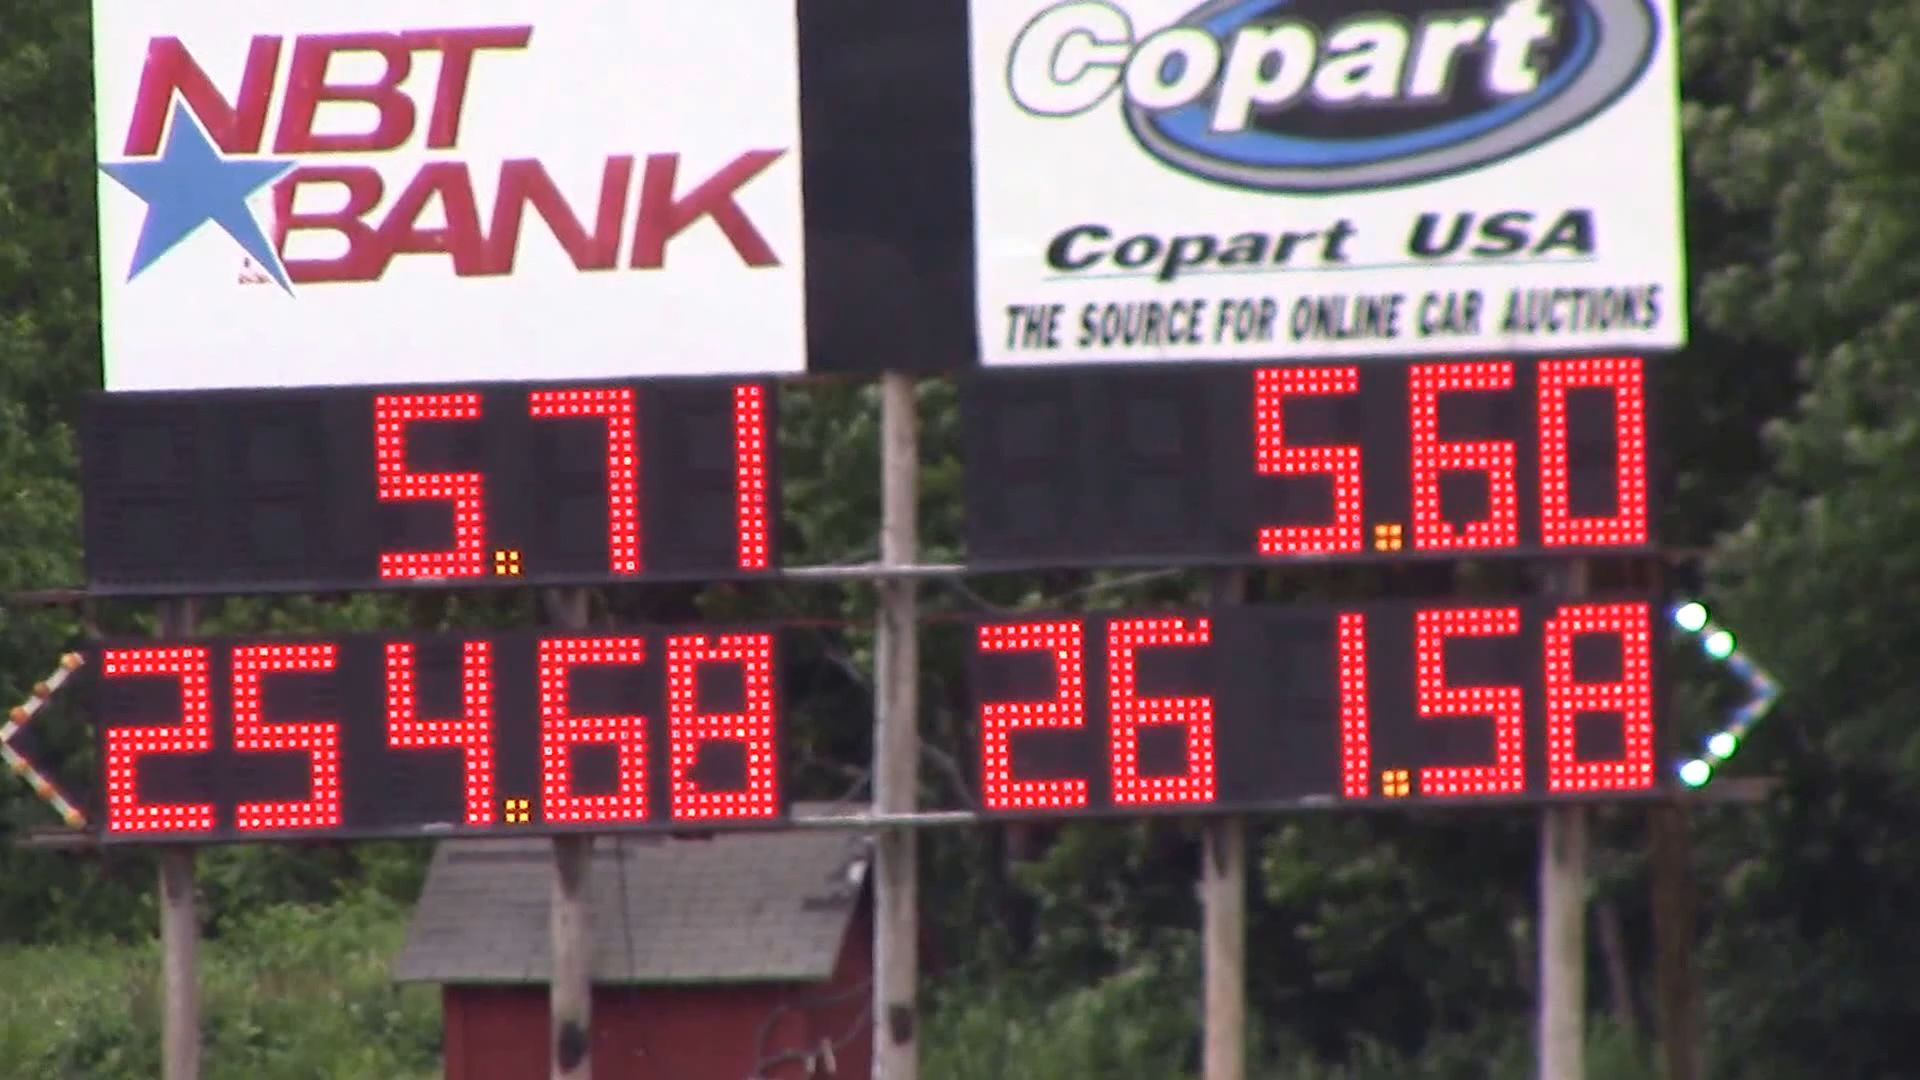 NBT
BANK
Copart
Copart USA
THE SOURCE FOR ONLINE CAR AUCTIONS
5.71
5.60
254.68
261.58